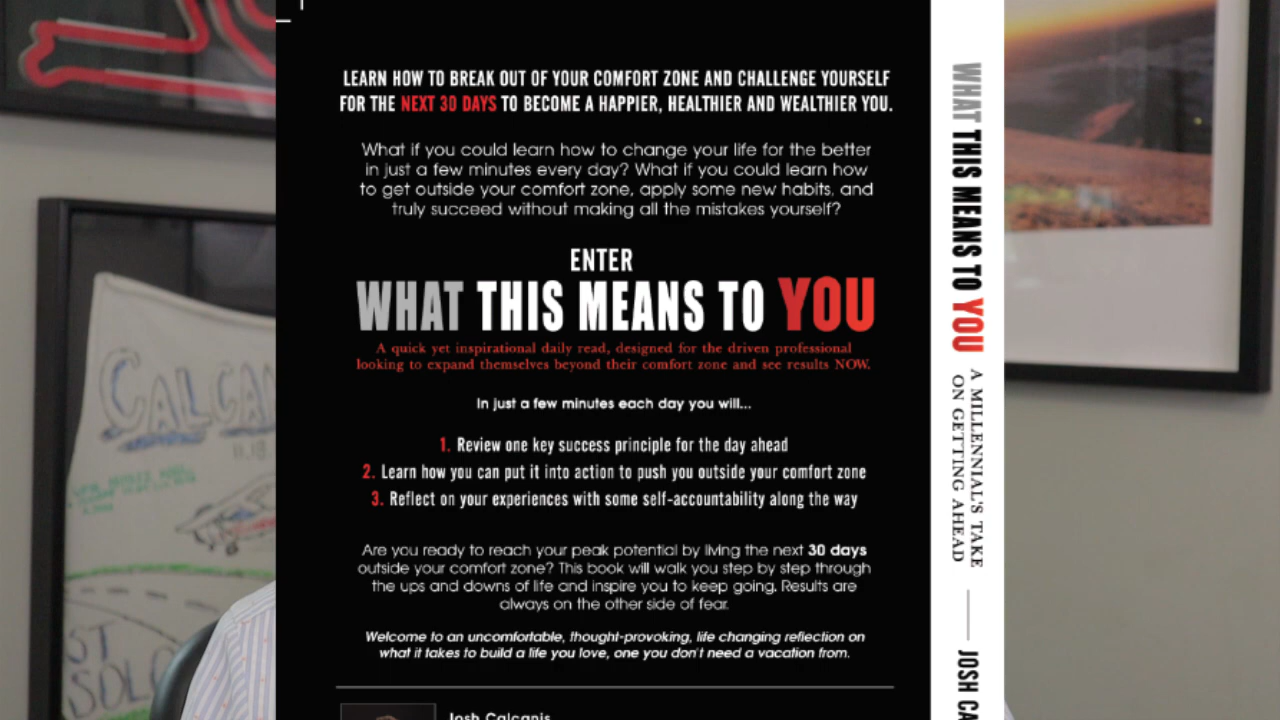 LEARN HOW TO BREAK OUT OF YOUR COMFORT ZONE AND CHALLENGE YOURSELF
FOR THE NEXT 30 DAYS TO BECOME A HAPPIER, HEALTHIER AND WEALTHIER YOU.
What if you could learn how to change your life for the better
in just a few minutes every day? What if you could learn how
to get outside your comfort zone, apply some new habits, and
truly succeed without making all the mistakes yourself?
ENTER
WHAT THIS MEANS TO YOU
A quick yet inspirational daily read, designed for the driven professional
looking to expand themselves beyond their comfort zone and see results NOW.
In just a few minutes each day you will...
1. Review one key success principle for the day ahead
2. Learn how you can put it into action to push you outside your comfort zone
3. Reflect on your experiences with some self-accountability along the way
Are you ready to reach your peak potential by living the next 30 days
outside your comfort zone? This book will walk you step by step through
the ups and downs of life and inspire you to keep going. Results are
always on the other side of fear.
Welcome to an uncomfortable, thought-provoking, life changing reflection on
what it takes to build a life you love, one you don't need a vacation from.
Josh Calcanis
WHAT THIS MEANS TO YOU
A MILLENNIAL'S TAKE
ON GETTING AHEAD
JOSH CA
CALCA
SOL